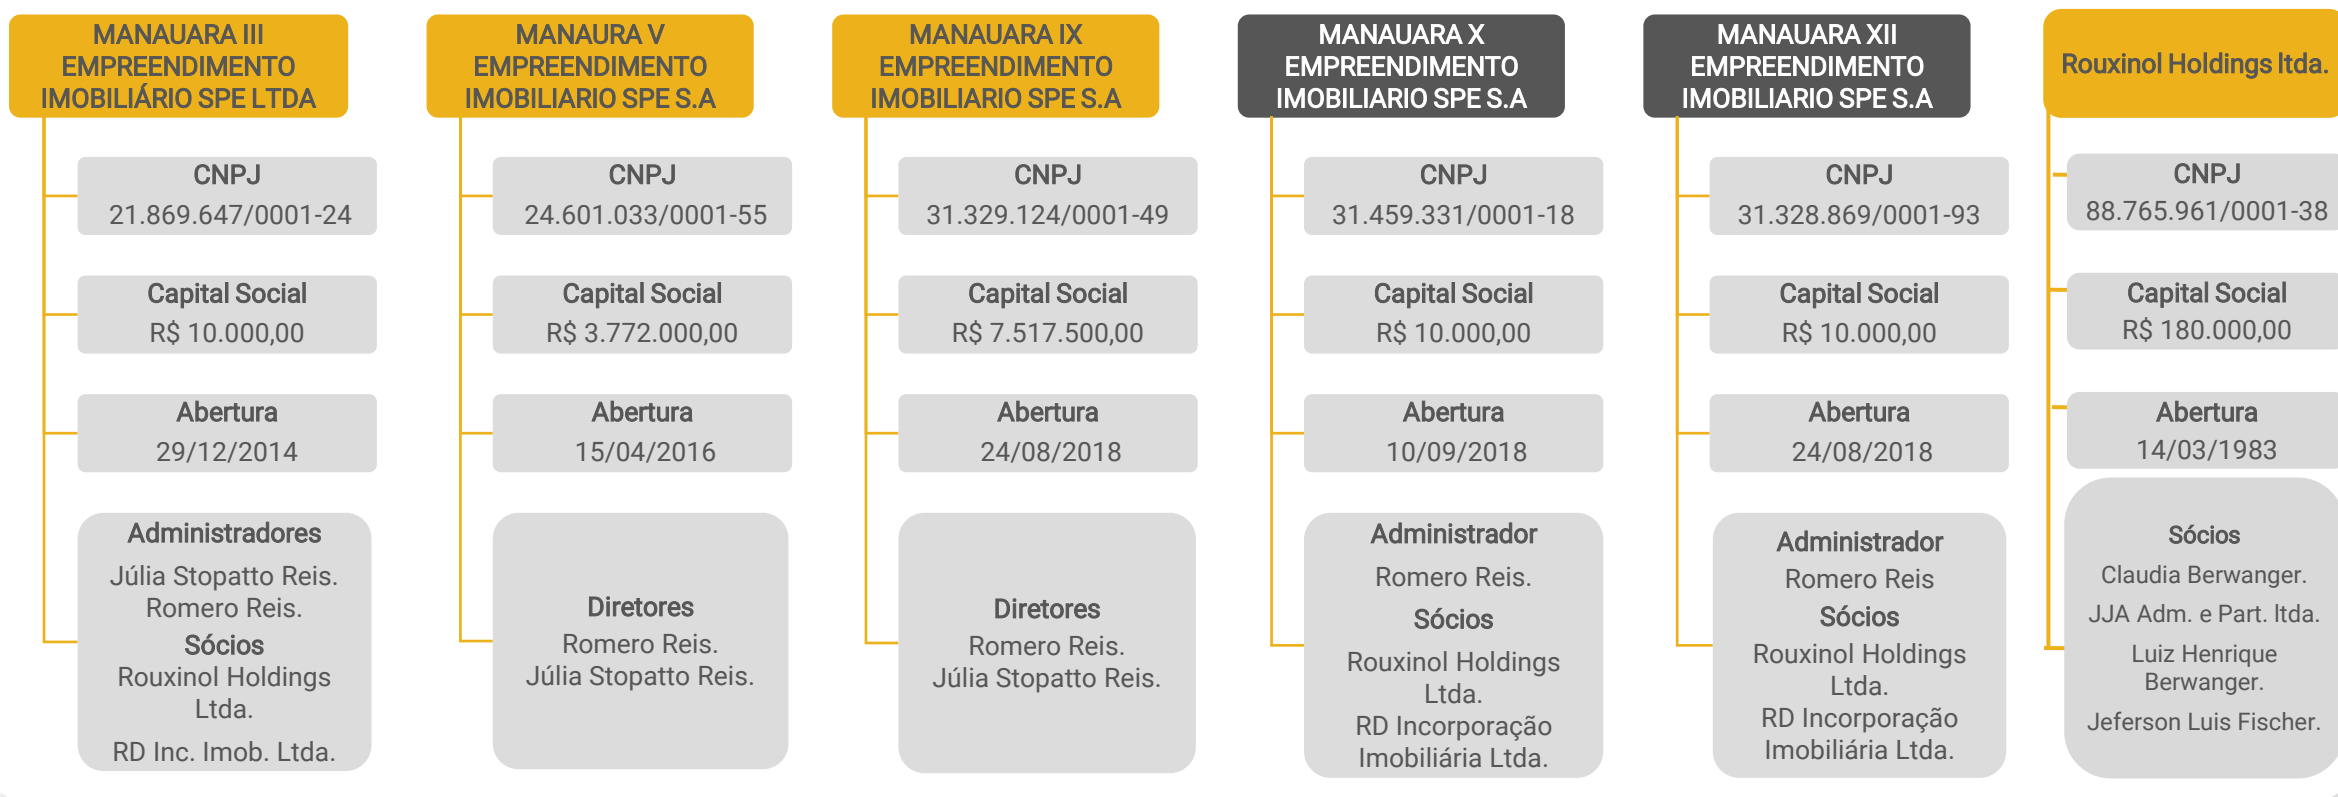 MANAUARA III
EMPREENDIMENTO
IMOBILIÁRIO SPE LTDA
CNPJ
21.869.647/0001-24
Capital Social
R$ 10.000,00
Abertura
29/12/2014
Administradores
Júlia Stopatto Reis.
Romero Reis.
Sócios
Rouxinol Holdings
Ltda.
RD Inc. Imob. Ltda.
MANAURA V
EMPREENDIMENTO
IMOBILIARIO SPE S.A
CNPJ
24.601.033/0001-55
Capital Social
R$ 3.772.000,00
Abertura
15/04/2016
Diretores
Romero Reis.
Júlia Stopatto Reis.
MANAUARA IX
EMPREENDIMENTO
IMOBILIARIO SPE S.A
CNPJ
31.329.124/0001-49
Capital Social
R$ 7.517.500,00
Abertura
24/08/2018
Diretores
Romero Reis.
Júlia Stopatto Reis.
MANAUARA X
EMPREENDIMENTO
IMOBILIARIO SPE S.A
CNPJ
31.459.331/0001-18
Capital Social
R$ 10.000,00
Abertura
10/09/2018
Administrador
Romero Reis.
Sócios
Rouxinol Holdings
Ltda.
RD Incorporação
Imobiliária Ltda.
MANAUARA XII
EMPREENDIMENTO
IMOBILIARIO SPE S.A
CNPJ
31.328.869/0001-93
Capital Social
R$ 10.000,00
Abertura
24/08/2018
Administrador
Romero Reis
Sócios
Rouxinol Holdings
Ltda.
RD Incorporação
Imobiliária Ltda.
Rouxinol Holdings ltda.
CNPJ
88.765.961/0001-38
Capital Social
R$ 180.000,00
Abertura
14/03/1983
Sócios
Claudia Berwanger.
JJA Adm. e Part. ltda.
Luiz Henrique
Berwanger.
Jeferson Luis Fischer.